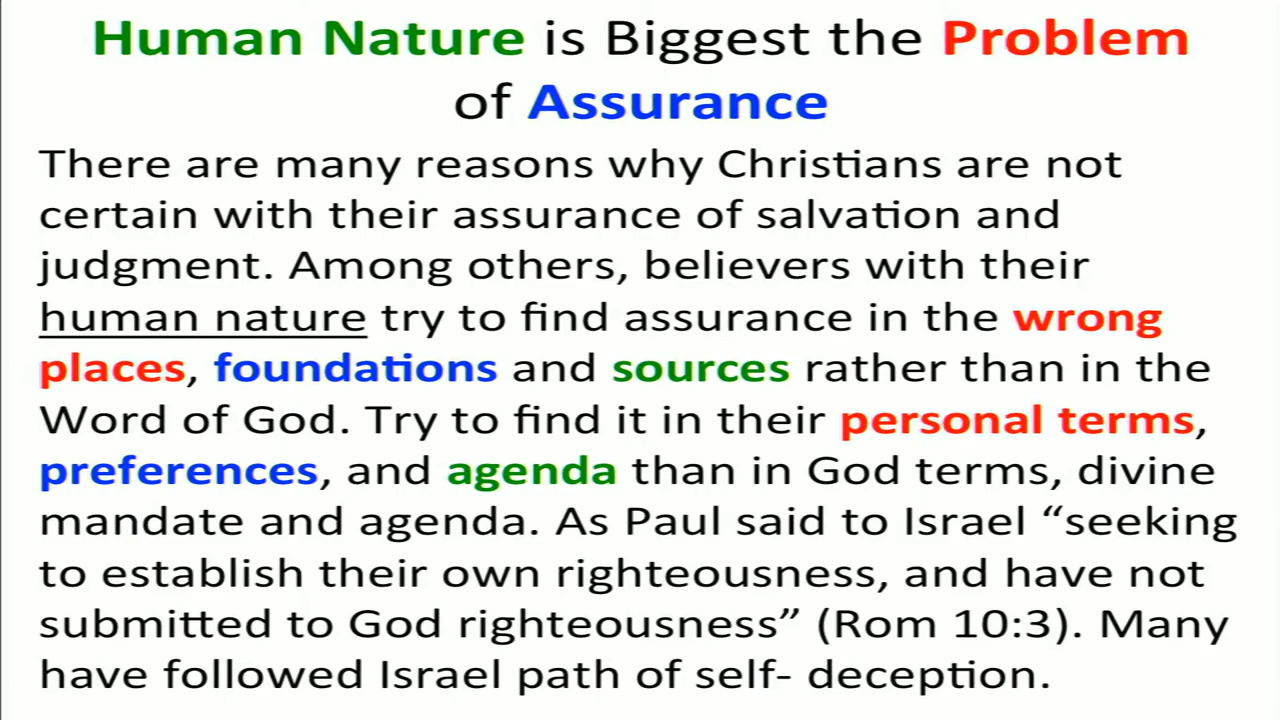 Human Nature is Biggest the Problem
of Assurance
There are many reasons why Christians are not
certain with their assurance of salvation and
judgment. Among others, believers with their
human nature try to find assurance in the wrong
places, foundations and sources rather than in the
Word of God. Try to find it in their personal terms,
preferences, and agenda than in God terms, divine
mandate and agenda. As Paul said to Israel “seeking
to establish their own righteousness, and have not
submitted to God righteousness” (Rom 10:3). Many
have followed Israel path of self- deception.